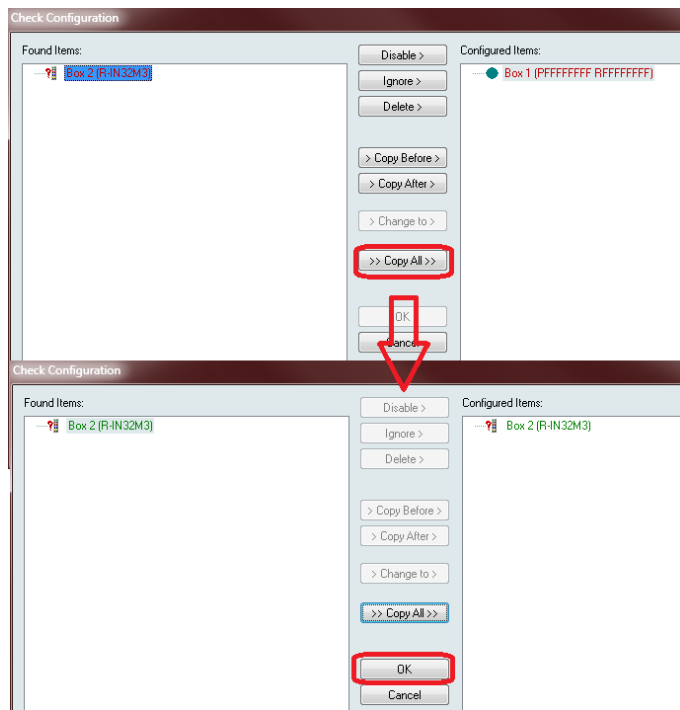 Check Configuration
Found Items:
Box 2 (R-IN32M3)
Disable >
Ignore >
Delete >
> Copy Before >
> Copy After >
> Change to >
>> Copy All >>
OK
Cancel
Configured Items:
Box 1 (PFFFFFFFF RFFFFFFFF)
Check Configuration
Found Items:
Box 2 (R-IN32M3)
Disable >
Ignore >
Delete >
> Copy Before >
> Copy After >
> Change to >
>> Copy All >>
OK
Cancel
Configured Items:
Box 2 (R-IN32M3)